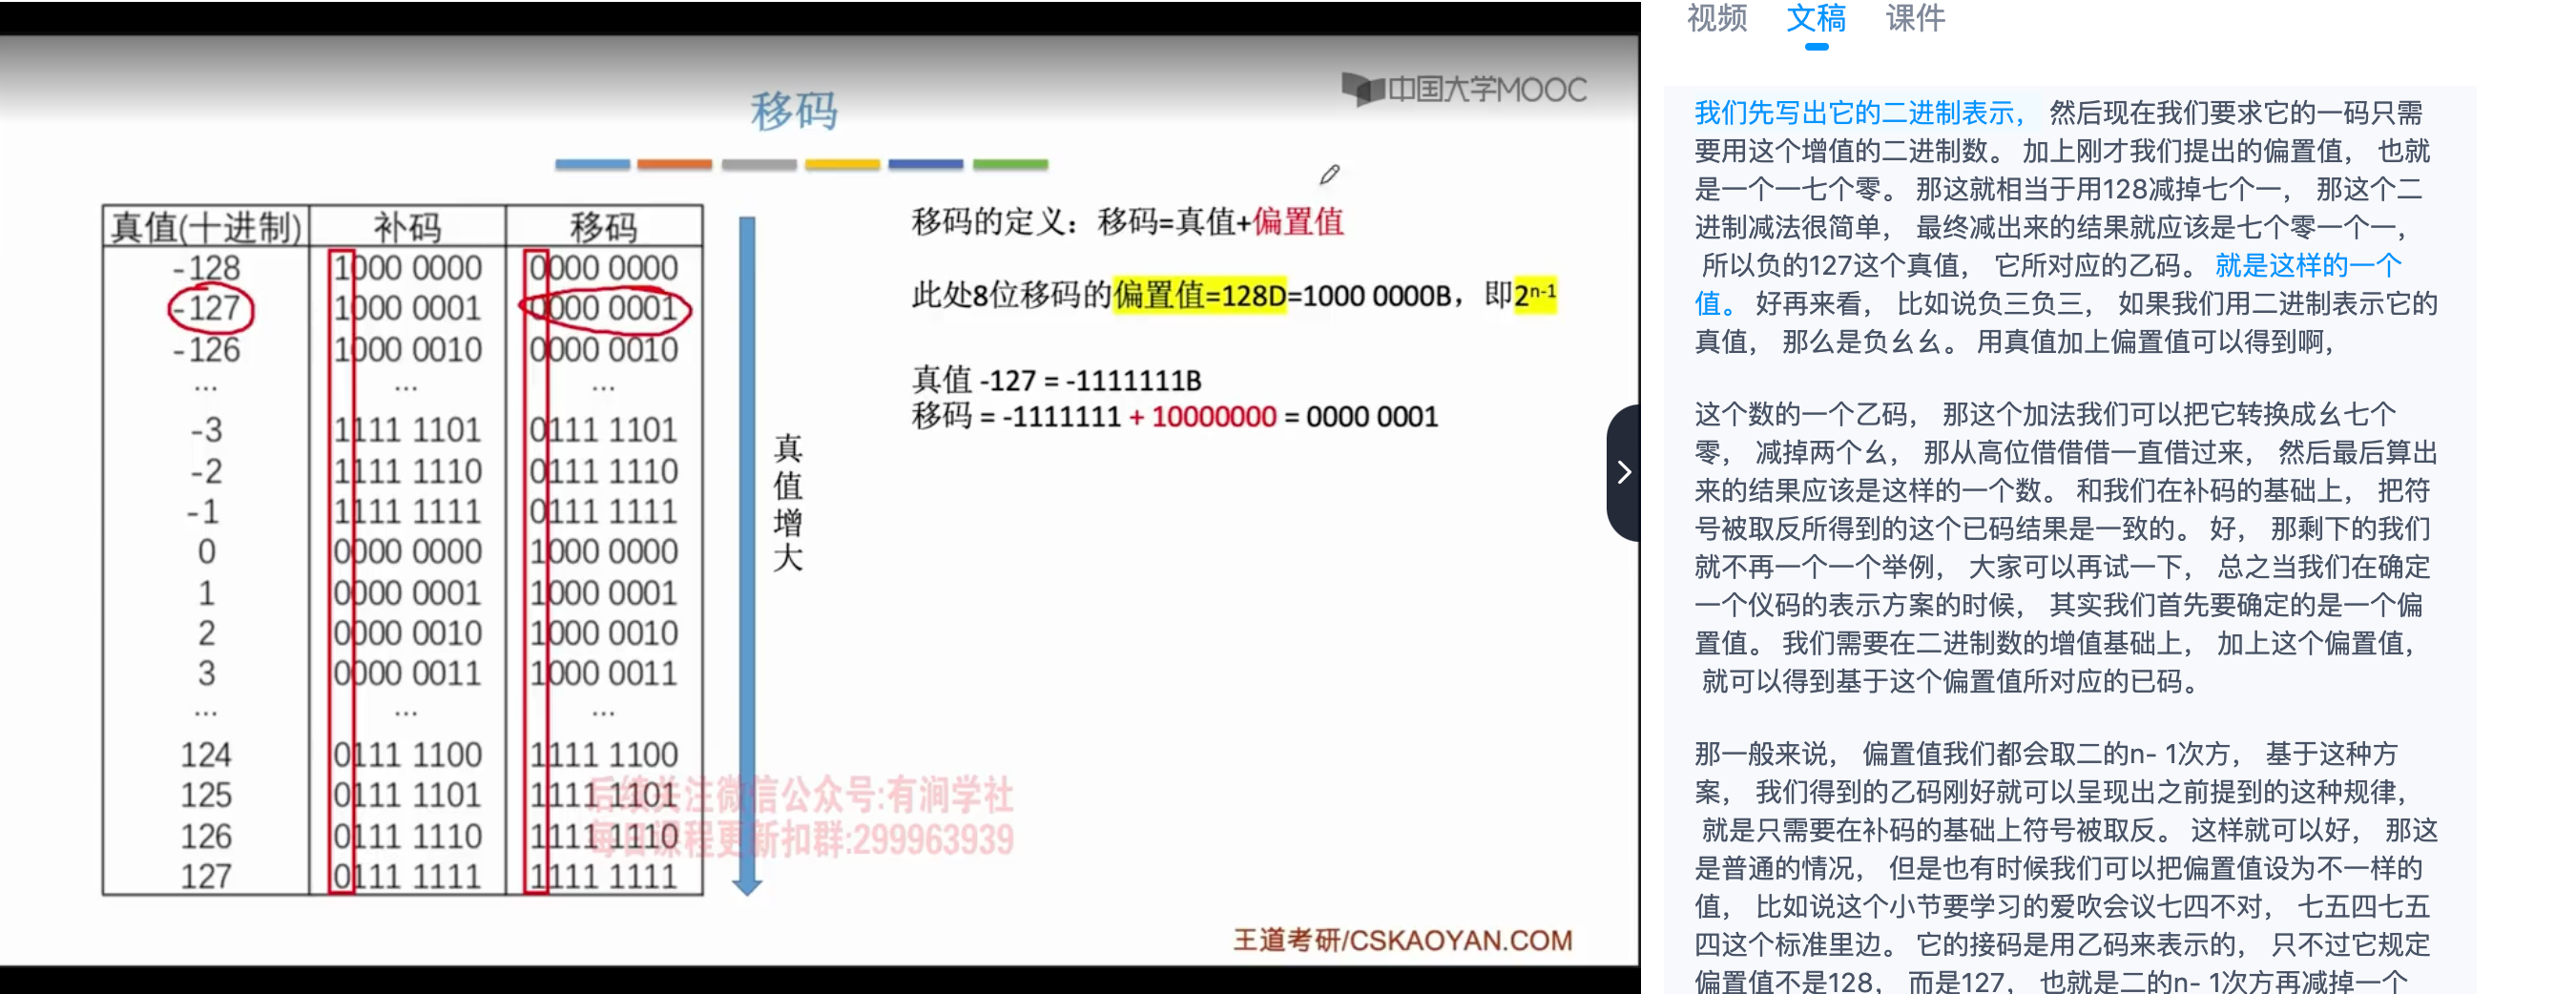 移码
中国大学MOOC
真值(十进制) 补码 移码
-128 1000 0000 0000 0000
-127 1000 0001 0000 0001
-126 1000 0010 0000 0010
... ... ...
-3 1111 1101 0111 1101
-2 1111 1110 0111 1110
-1 1111 1111 0111 1111
0 0000 0000 1000 0000
1 0000 0001 1000 0001
2 0000 0010 1000 0010
3 0000 0011 1000 0011
... ... ...
124 0111 1100 1111 1100
125 0111 1101 1111 1101
126 0111 1110 1111 1110
127 0111 1111 1111 1111
真值增大
移码的定义：移码=真值+偏置值
此处8位移码的偏置值=128D=1000 0000B，即2ⁿ⁻¹
真值 -127 = -1111111B
移码 = -1111111 + 10000000 = 0000 0001
后续关注微信公众号:有涧学社
每日课程更新扣群:299963939
王道考研/CSKAOYAN.COM
视频 文稿 课件
我们先写出它的二进制表示， 然后现在我们要求它的一码只需
要用这个增值的二进制数。 加上刚才我们提出的偏置值， 也就
是一个一七个零。 那这就相当于用128减掉七个一， 那这个二
进制减法很简单， 最终减出来的结果就应该是七个零一个一，
所以负的127这个真值， 它所对应的乙码。 就是这样的一个
值。 好再来看， 比如说负三负三， 如果我们用二进制表示它的
真值， 那么是负幺幺。 用真值加上偏置值可以得到啊，
这个数的一个乙码， 那这个加法我们可以把它转换成幺七个
零， 减掉两个幺， 那从高位借借借一直借过来， 然后最后算出
来的结果应该是这样的一个数。 和我们在补码的基础上， 把符
号被取反所得到的这个已码结果是一致的。 好， 那剩下的我们
就不再一个一个举例， 大家可以再试一下， 总之当我们在确定
一个仪码的表示方案的时候， 其实我们首先要确定的是一个偏
置值。 我们需要在二进制数的增值基础上， 加上这个偏置值，
就可以得到基于这个偏置值所对应的已码。
那一般来说， 偏置值我们都会取二的n- 1次方， 基于这种方
案， 我们得到的乙码刚好就可以呈现出之前提到的这种规律，
就是只需要在补码的基础上符号被取反。 这样就可以好， 那这
是普通的情况， 但是也有时候我们可以把偏置值设为不一样的
值， 比如说这个小节要学习的爱吹会议七四不对， 七五四七五
四这个标准里边。 它的接码是用乙码来表示的， 只不过它规定
偏置值不是128， 而是127， 也就是二的n- 1次方再减掉一个